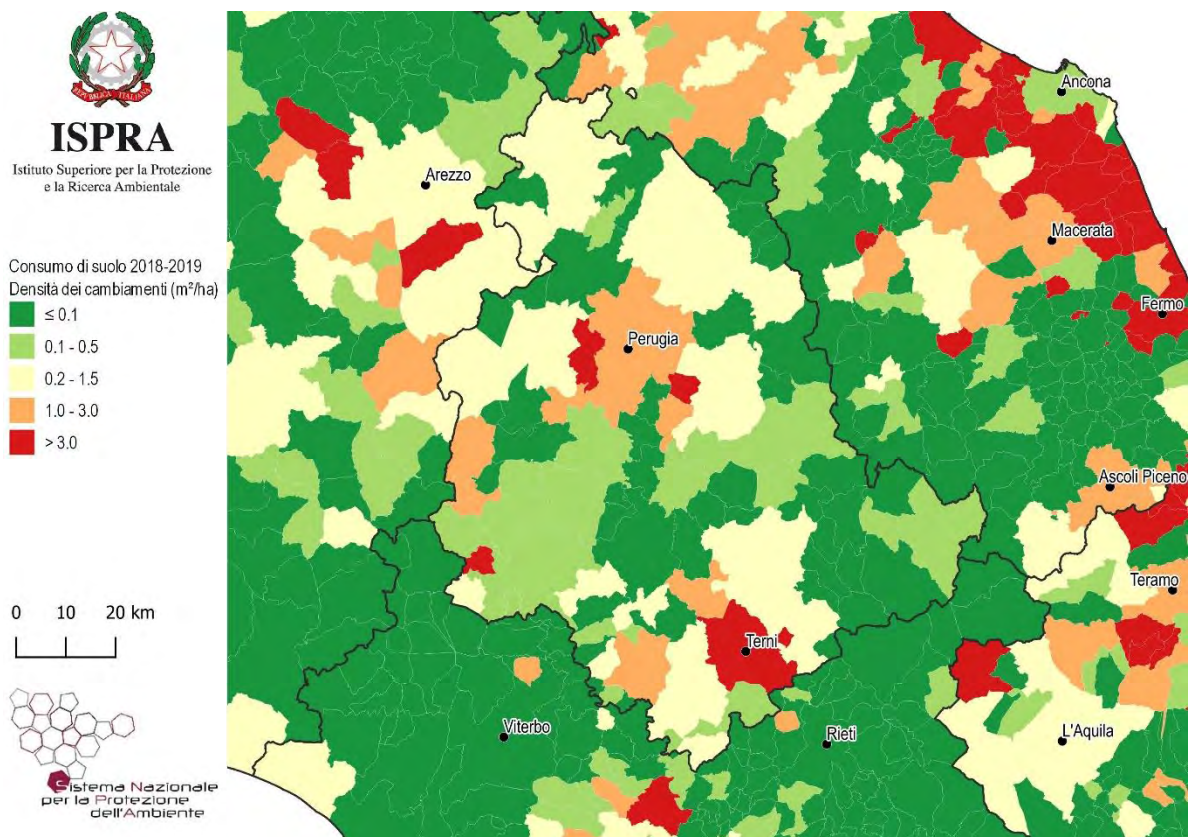 REPVBBLICA ITALIANA
ISPRA
Istituto Superiore per la Protezione
e la Ricerca Ambientale
Consumo di suolo 2018-2019
Densità dei cambiamenti (m²/ha)
≤ 0.1
0.1 - 0.5
0.2 - 1.5
1.0 - 3.0
> 3.0
0 10 20 km
Sistema Nazionale
per la Protezione
dell'Ambiente
Ancona
Arezzo
Macerata
Fermo
Perugia
Ascoli Piceno
Teramo
Terni
Viterbo
Rieti
L'Aquila